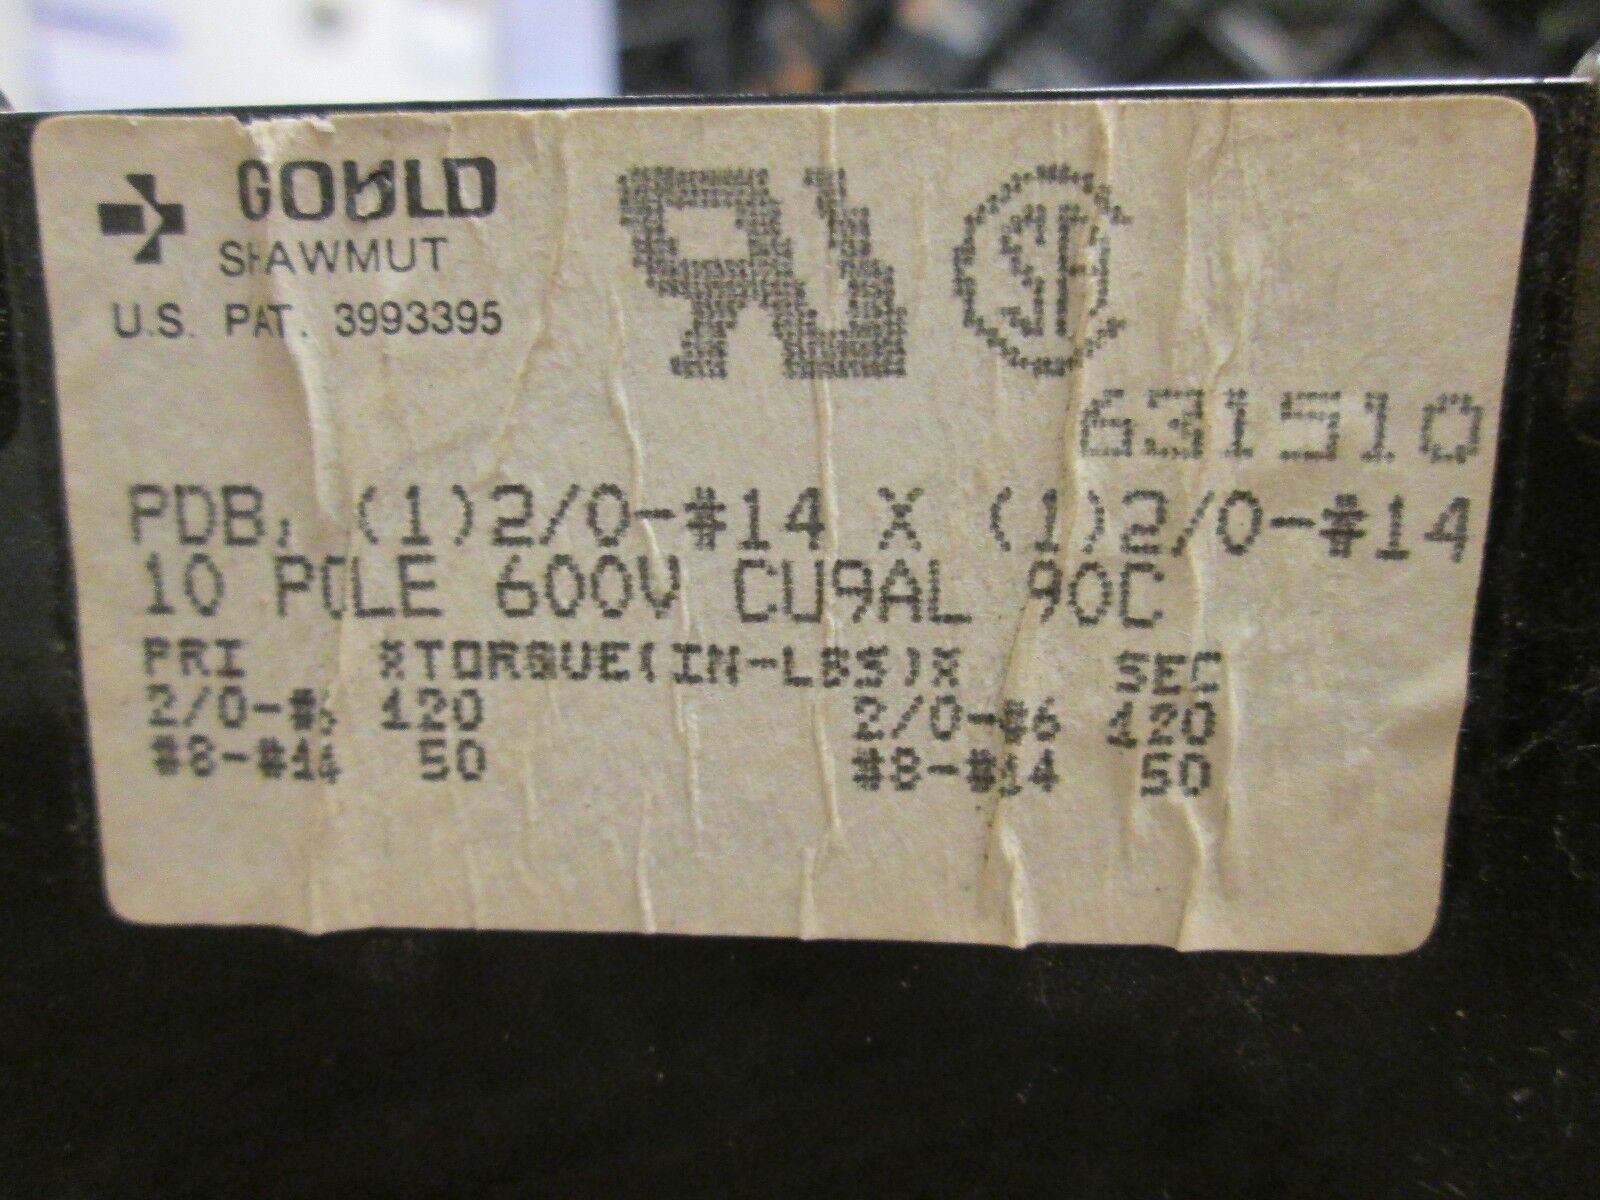 GOULD
SHAWMUT
U.S. PAT. 3993395
631510
PDB, (1)2/0-#14 X (1)2/0-#14
10 POLE 600V CU9AL 90C
PRI *TORQUE(IN-LBS)* SEC
2/0-#6 120 2/0-#6 120
#8-#14 50 #8-#14 50